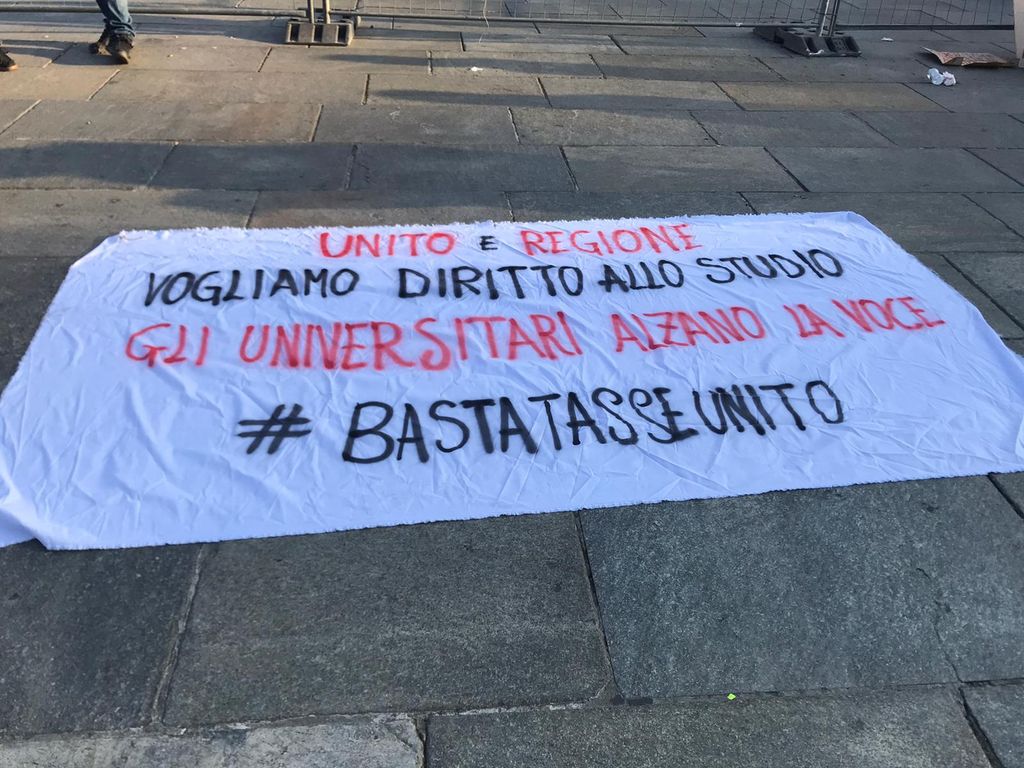 UNITO E REGIONE
VOGLIAMO DIRITTO ALLO STUDIO
GLI UNIVERSITARI ALZANO LA VOCE
# BASTATASSEUNITO